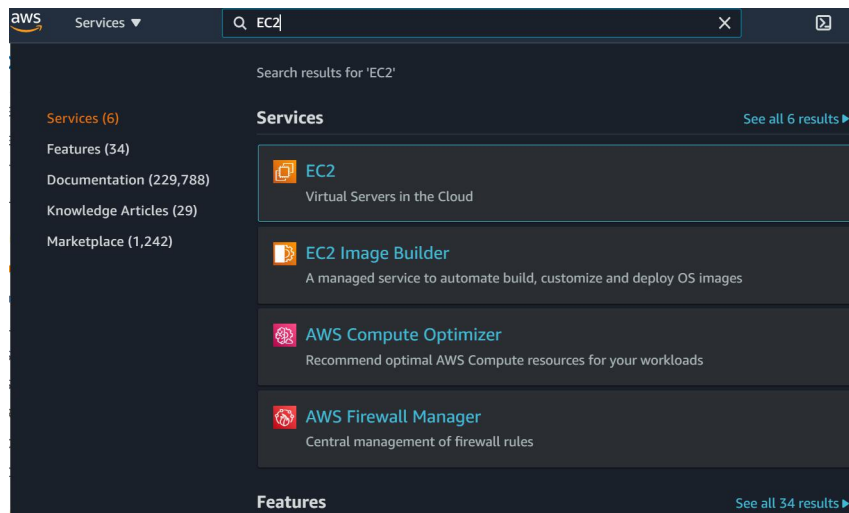 aws
Services ▼
EC2
Search results for 'EC2'
Services (6)
Features (34)
Documentation (229,788)
Knowledge Articles (29)
Marketplace (1,242)
Services
See all 6 results ▶
EC2
Virtual Servers in the Cloud
EC2 Image Builder
A managed service to automate build, customize and deploy OS images
AWS Compute Optimizer
Recommend optimal AWS Compute resources for your workloads
AWS Firewall Manager
Central management of firewall rules
Features
See all 34 results ▶